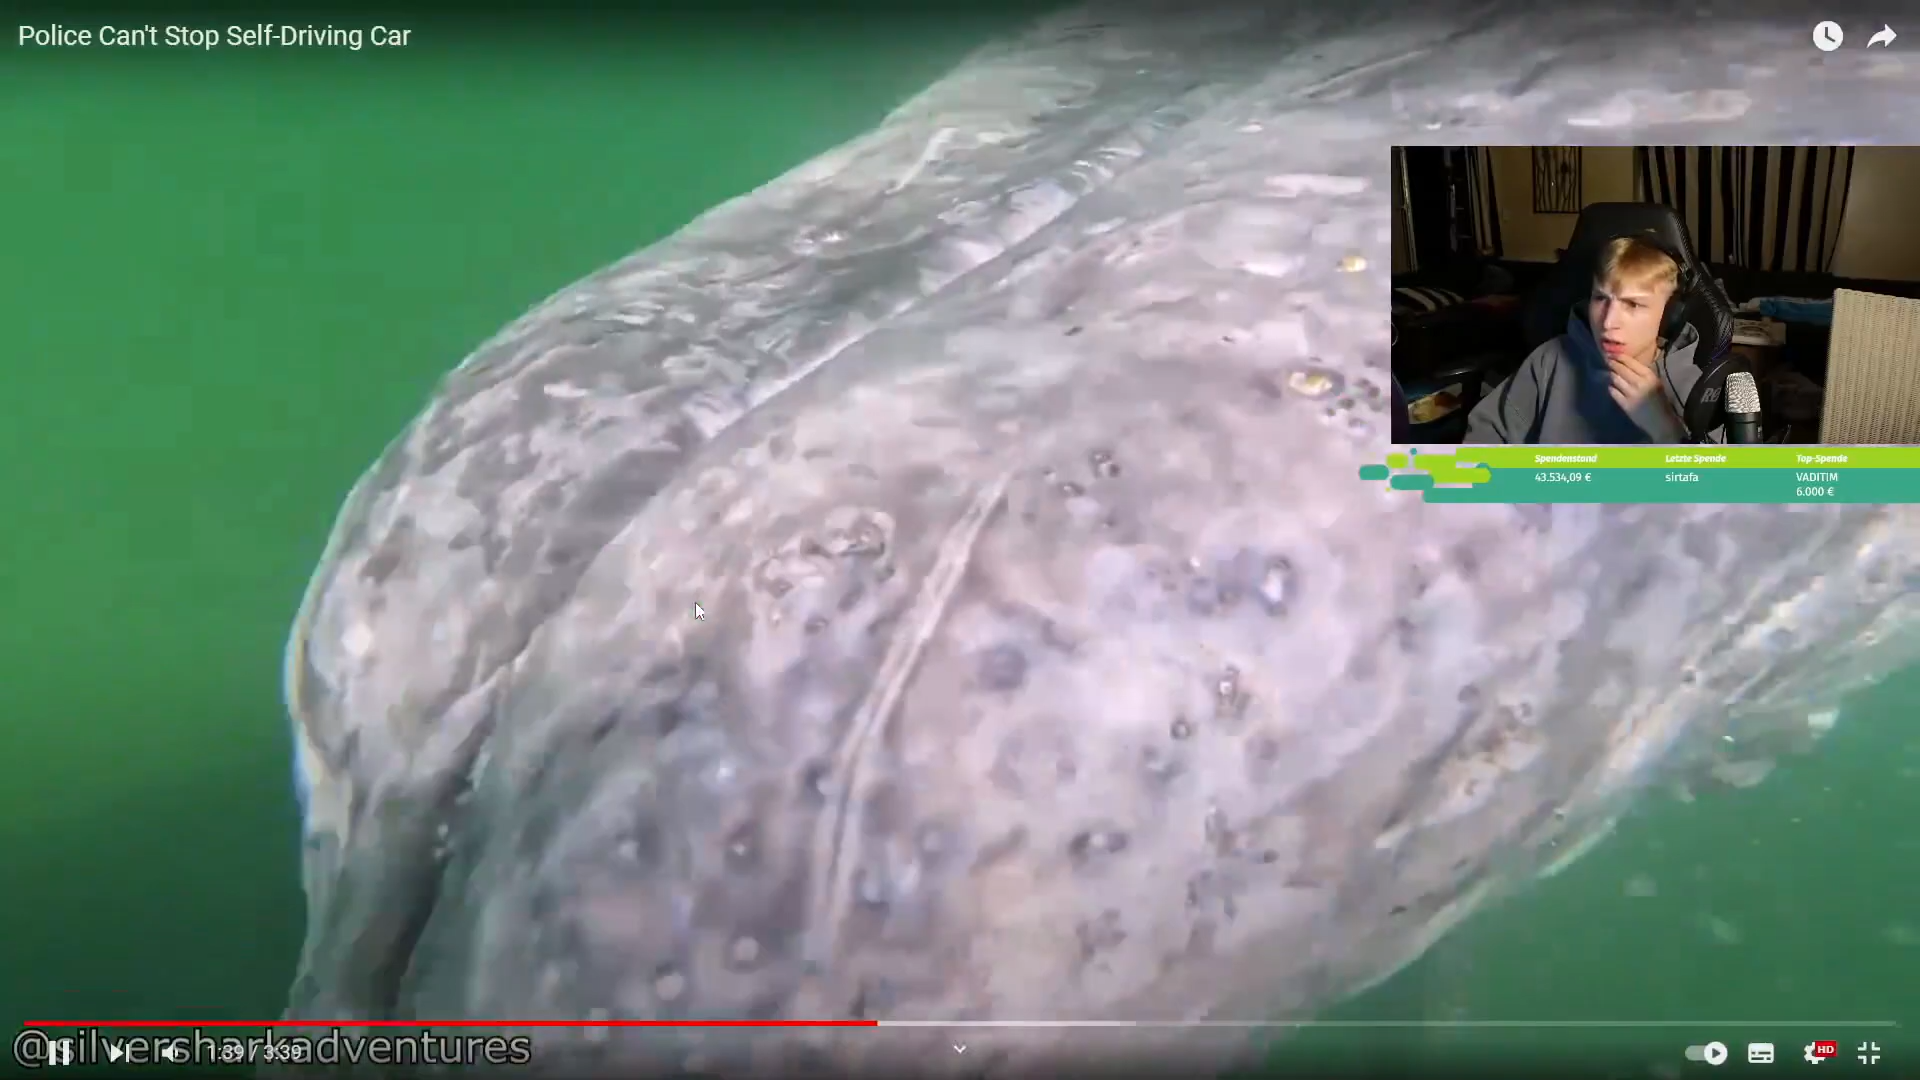 Police Can't Stop Self-Driving Car
Spendenstand
Letzte Spende
Top-Spende
43.534,09 €
sirtafa
VADITIM
6.000 €
@silversharkadventures
1:39 / 3:39
HD